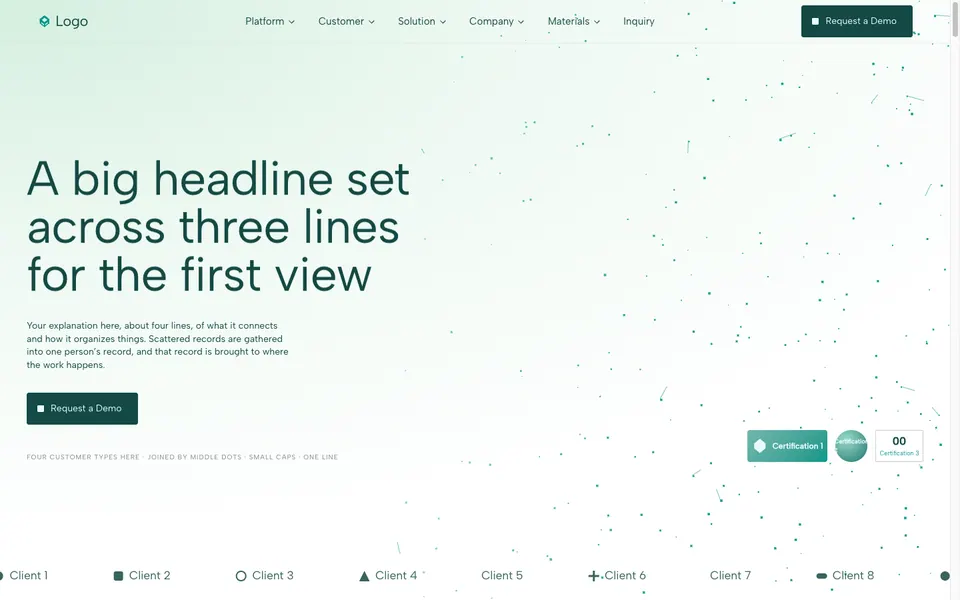 Logo
Platform
Customer
Solution
Company
Materials
Inquiry
Request a Demo
A big headline set
across three lines
for the first view
Your explanation here, about four lines, of what it connects
and how it organizes things. Scattered records are gathered
into one person's record, and that record is brought to where
the work happens.
Request a Demo
FOUR CUSTOMER TYPES HERE · JOINED BY MIDDLE DOTS · SMALL CAPS · ONE LINE
Certification 1
Certification
00
Certification 3
Client 1
Client 2
Client 3
Client 4
Client 5
Client 6
Client 7
Client 8